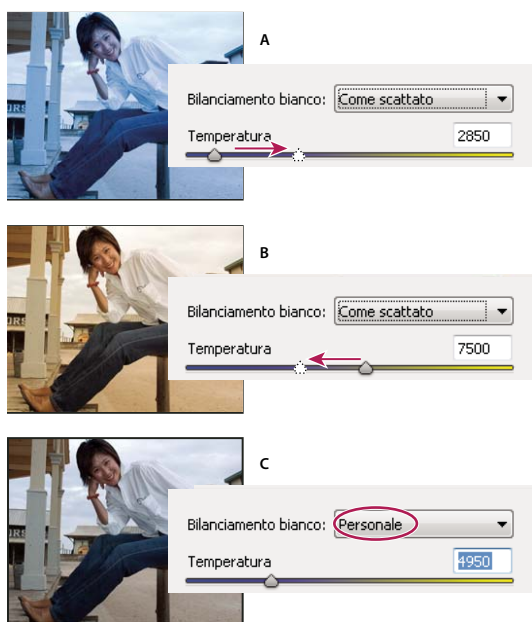 A
Bilanciamento bianco: Come scattato
Temperatura 2850
B
Bilanciamento bianco: Come scattato
Temperatura 7500
C
Bilanciamento bianco: Personale
Temperatura 4950